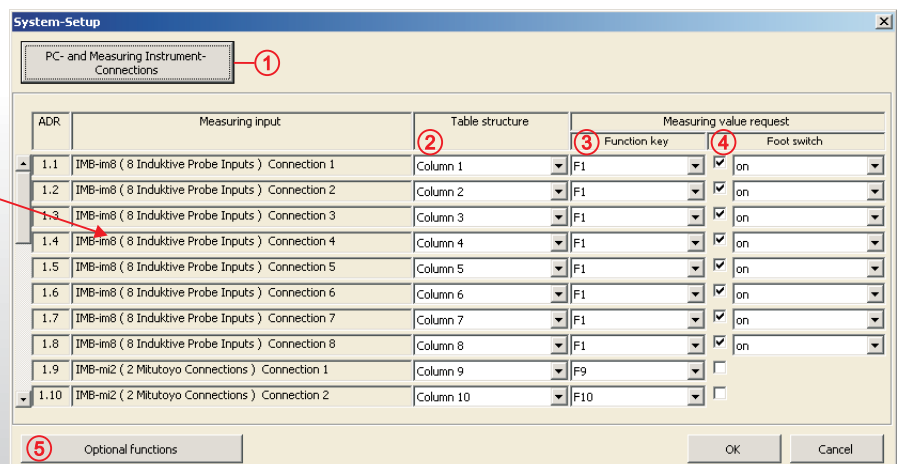 System-Setup
PC- and Measuring Instrument-
Connections
1
ADR Measuring input Table structure Measuring value request
2 3 Function key 4 Foot switch
1.1 IMB-im8 ( 8 Induktive Probe Inputs ) Connection 1 Column 1 F1 on
1.2 IMB-im8 ( 8 Induktive Probe Inputs ) Connection 2 Column 2 F1 on
1.3 IMB-im8 ( 8 Induktive Probe Inputs ) Connection 3 Column 3 F1 on
1.4 IMB-im8 ( 8 Induktive Probe Inputs ) Connection 4 Column 4 F1 on
1.5 IMB-im8 ( 8 Induktive Probe Inputs ) Connection 5 Column 5 F1 on
1.6 IMB-im8 ( 8 Induktive Probe Inputs ) Connection 6 Column 6 F1 on
1.7 IMB-im8 ( 8 Induktive Probe Inputs ) Connection 7 Column 7 F1 on
1.8 IMB-im8 ( 8 Induktive Probe Inputs ) Connection 8 Column 8 F1 on
1.9 IMB-mi2 ( 2 Mitutoyo Connections ) Connection 1 Column 9 F9
1.10 IMB-mi2 ( 2 Mitutoyo Connections ) Connection 2 Column 10 F10
5 Optional functions OK Cancel